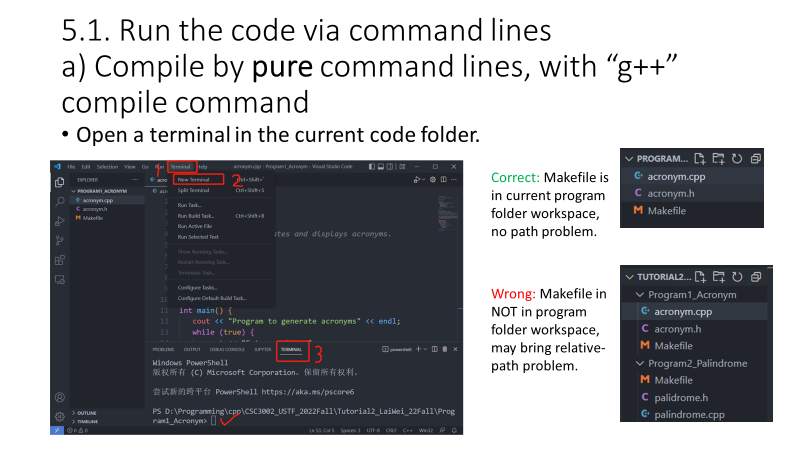 5.1. Run the code via command lines
a) Compile by pure command lines, with “g++”
compile command
• Open a terminal in the current code folder.
File Edit Selection View Go Run Terminal Help
acronym.cpp - Program1_Acronym - Visual Studio Code
1
2
EXPLORER
PROGRAM1_ACRONYM
acronym.cpp
acronym.h
Makefile
New Terminal Ctrl+Shift+`
Split Terminal Ctrl+Shift+5
Run Task...
Run Build Task... Ctrl+Shift+B
Run Active File
Run Selected Text
Show Running Tasks...
Restart Running Task...
Terminate Task...
Configure Tasks...
Configure Default Build Task...
tes and displays acronyms.
11 int main() {
12 cout << "Program to generate acronyms" << endl;
13 while (true) {
PROBLEMS OUTPUT DEBUG CONSOLE JUPYTER TERMINAL
3
powershell
Windows PowerShell
版权所有 (C) Microsoft Corporation. 保留所有权利。
尝试新的跨平台 PowerShell https://aka.ms/pscore6
PS D:\Programming\cpp\CSC3002_USTF_2022Fall\Tutorial2_LaiWei_22Fall\Prog
ram1_Acronym>
OUTLINE
TIMELINE
Ln 53, Col 5 Spaces: 3 UTF-8 CRLF C++ Win32
Correct: Makefile is
in current program
folder workspace,
no path problem.
PROGRAM...
acronym.cpp
acronym.h
Makefile
Wrong: Makefile in
NOT in program
folder workspace,
may bring relative-
path problem.
TUTORIAL2...
Program1_Acronym
acronym.cpp
acronym.h
Makefile
Program2_Palindrome
Makefile
palidrome.h
palindrome.cpp